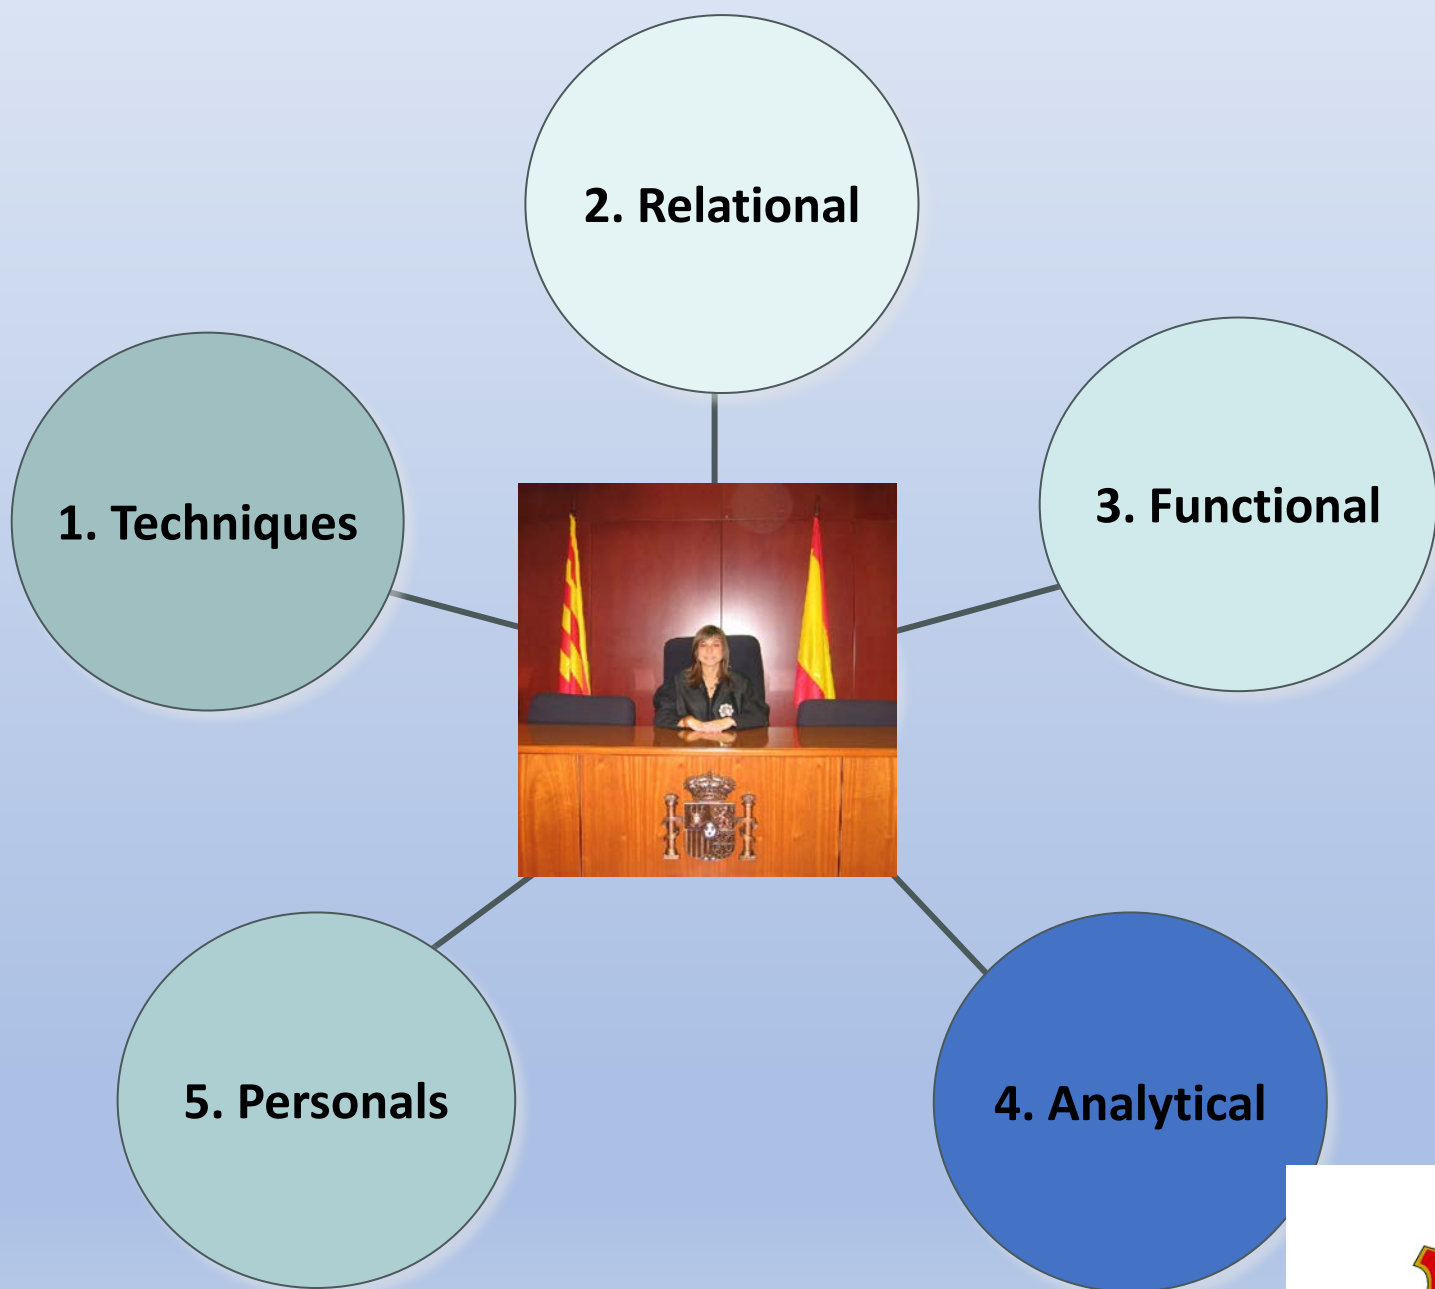 1. Techniques
2. Relational
3. Functional
4. Analytical
5. Personals